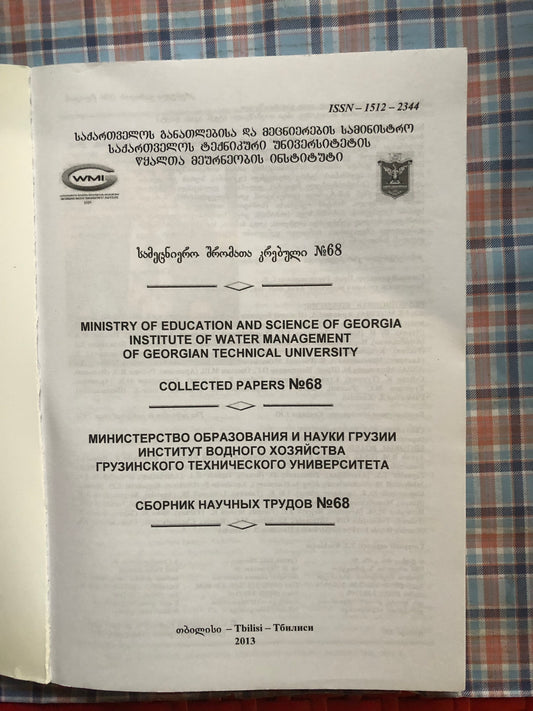 ISSN – 1512 – 2344
საქართველოს განათლებისა და მეცნიერების სამინისტრო
საქართველოს ტექნიკური უნივერსიტეტის
წყალთა მეურნეობის ინსტიტუტი
WMI
სამეცნიერო შრომათა კრებული №68
MINISTRY OF EDUCATION AND SCIENCE OF GEORGIA
INSTITUTE OF WATER MANAGEMENT
OF GEORGIAN TECHNICAL UNIVERSITY
COLLECTED PAPERS №68
МИНИСТЕРСТВО ОБРАЗОВАНИЯ И НАУКИ ГРУЗИИ
ИНСТИТУТ ВОДНОГО ХОЗЯЙСТВА
ГРУЗИНСКОГО ТЕХНИЧЕСКОГО УНИВЕРСИТЕТА
СБОРНИК НАУЧНЫХ ТРУДОВ №68
თბილისი – Tbilisi – Тбилиси
2013